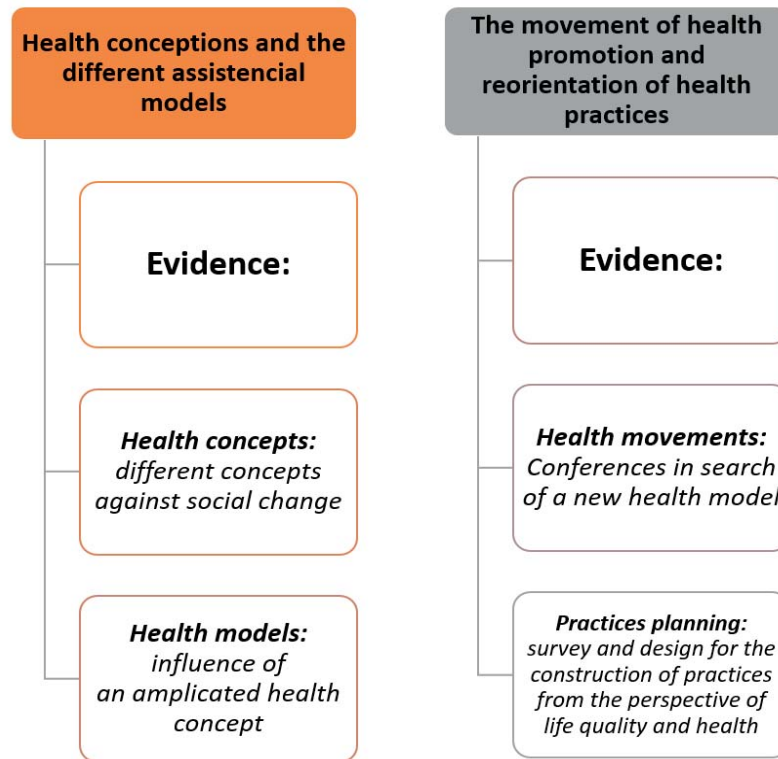 Health conceptions and the
different assistencial
models
Evidence:
Health concepts:
different concepts
against social change
Health models:
influence of
an amplicated health
concept
The movement of health
promotion and
reorientation of health
practices
Evidence:
Health movements:
Conferences in search
of a new health model
Practices planning:
survey and design for the
construction of practices
from the perspective of
life quality and health